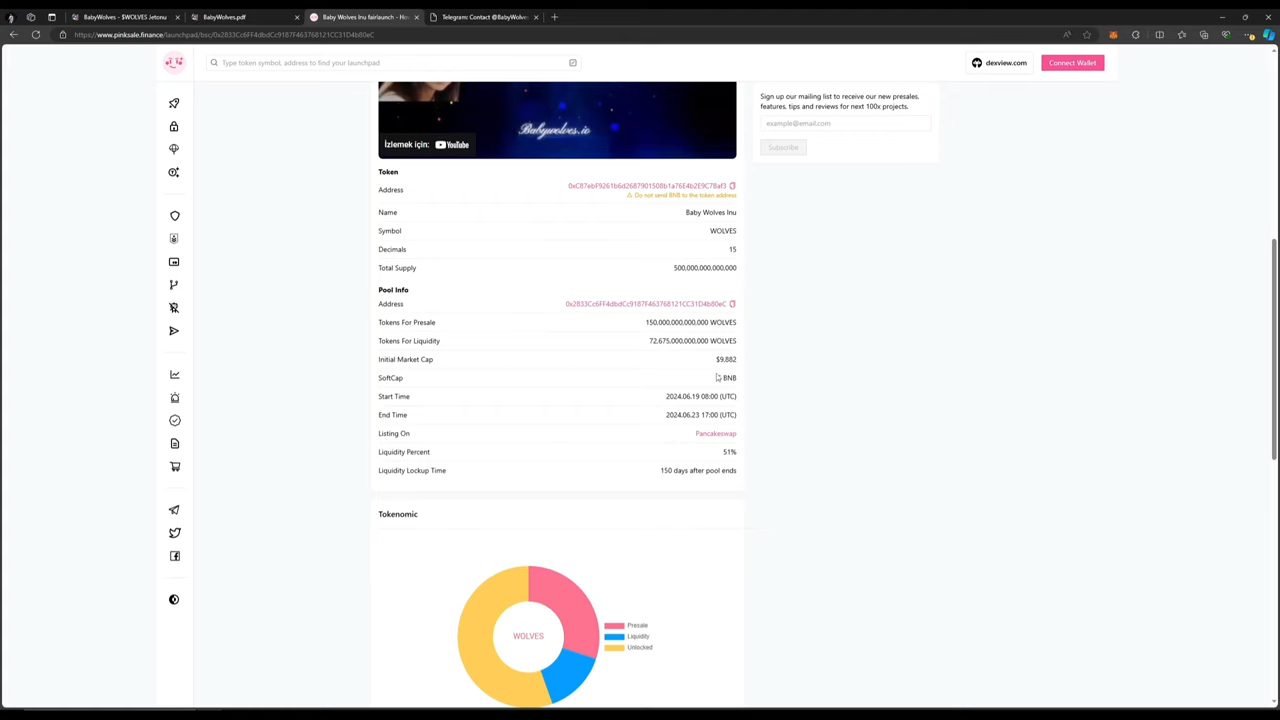 BabyWolves - $WOLVES Jetonu
BabyWolves.pdf
Baby Wolves Inu fairlaunch - Ho
Telegram: Contact @BabyWolve
https://www.pinksale.finance/launchpad/bsc/0x2833Cc6FF4dbdCc9187F463768121CC31D4b80eC
Type token symbol, address to find your launchpad
dexview.com
Connect Wallet
Babywolves.io
İzlemek için: YouTube
Sign up our mailing list to receive our new presales,
features, tips and reviews for next 100x projects.
example@email.com
Subscribe
Token
Address 0xC87ebF9261b6d2687901508b1a76E4b2E9C78af3
Do not send BNB to the token address
Name Baby Wolves Inu
Symbol WOLVES
Decimals 15
Total Supply 500,000,000,000,000
Pool Info
Address 0x2833Cc6FF4dbdCc9187F463768121CC31D4b80eC
Tokens For Presale 150,000,000,000,000 WOLVES
Tokens For Liquidity 72,675,000,000,000 WOLVES
Initial Market Cap $9,882
SoftCap BNB
Start Time 2024.06.19 08:00 (UTC)
End Time 2024.06.23 17:00 (UTC)
Listing On Pancakeswap
Liquidity Percent 51%
Liquidity Lockup Time 150 days after pool ends
Tokenomic
WOLVES
Presale
Liquidity
Unlocked